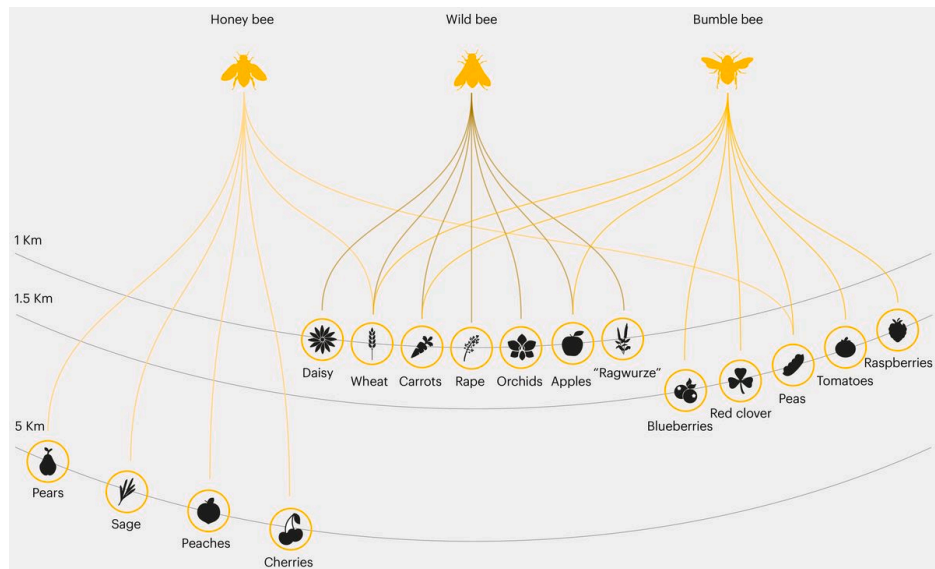 Honey bee
Wild bee
Bumble bee
1 Km
1.5 Km
5 Km
Daisy
Wheat
Carrots
Rape
Orchids
Apples
“Ragwurze”
Blueberries
Red clover
Peas
Tomatoes
Raspberries
Pears
Sage
Peaches
Cherries